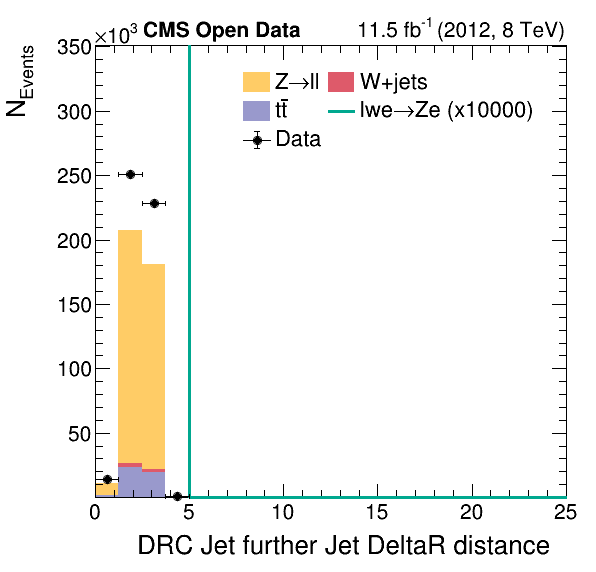 ×10³ CMS Open Data 11.5 fb⁻¹ (2012, 8 TeV)
N_Events
350
300
250
200
150
100
50
Z→ll W+jets
tt̄ lwe→Ze (x10000)
Data
0 5 10 15 20 25
DRC Jet further Jet DeltaR distance